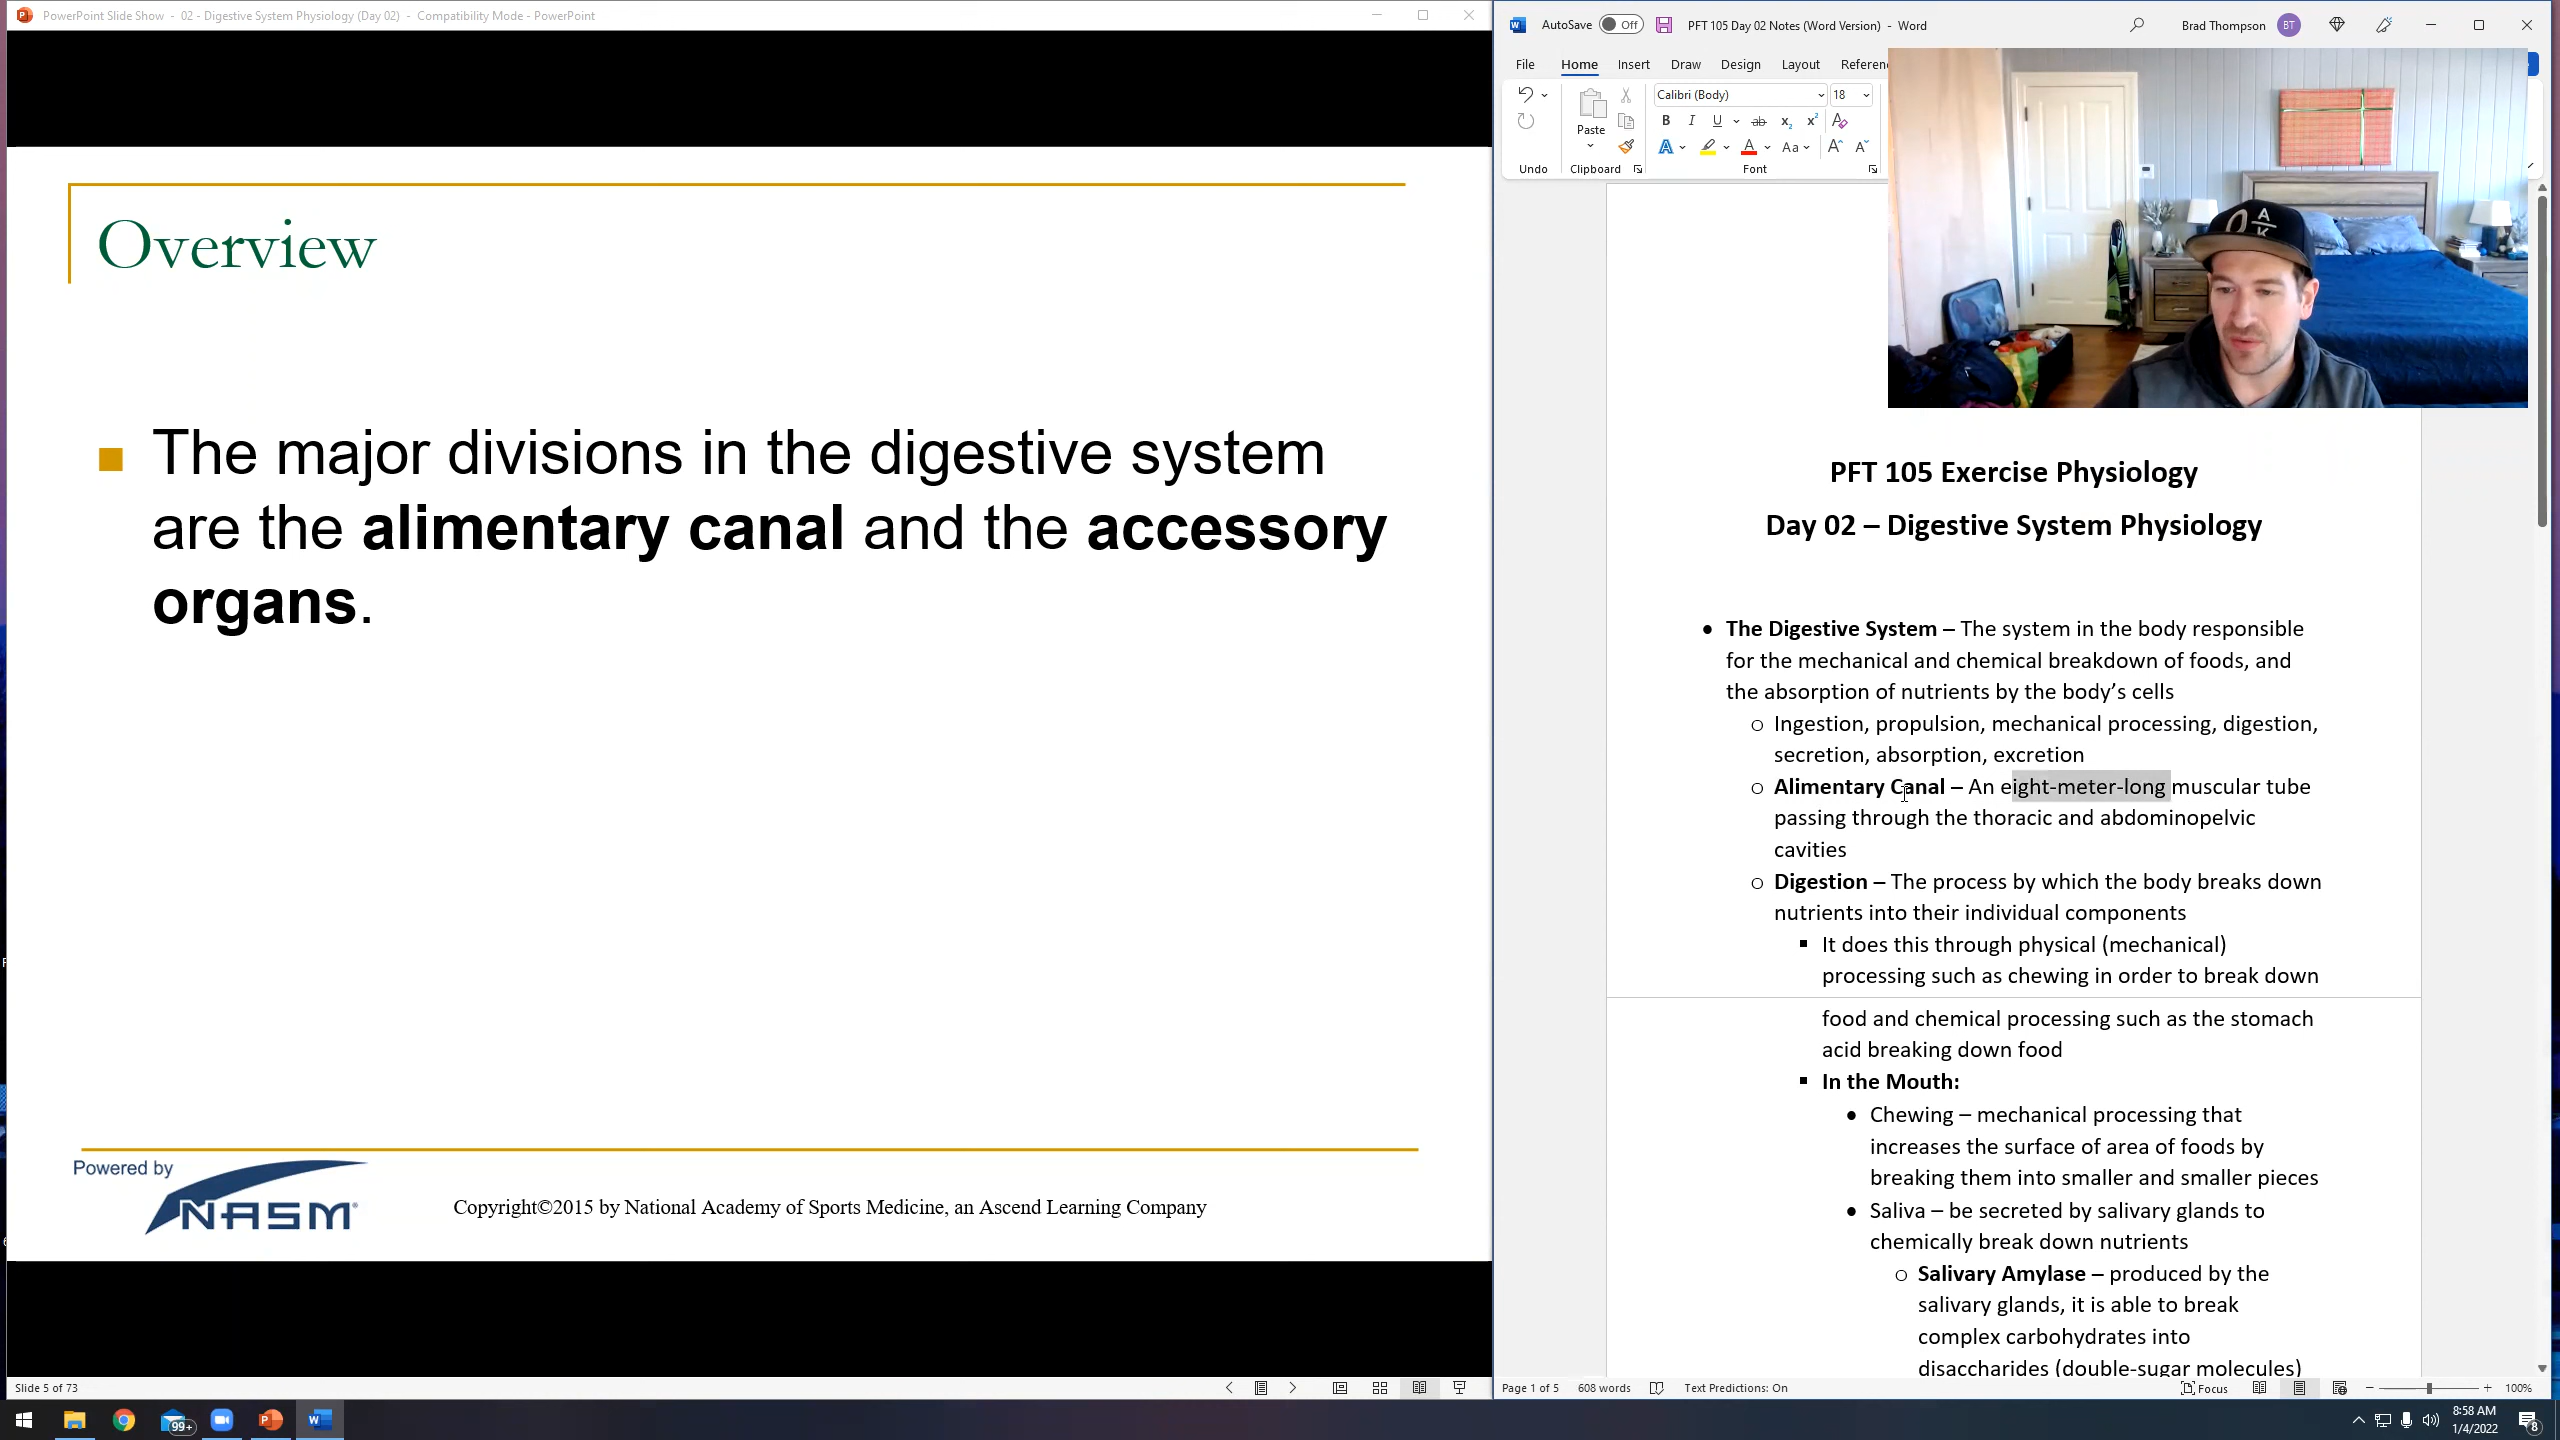 PowerPoint Slide Show - 02 - Digestive System Physiology (Day 02) - Compatibility Mode - PowerPoint
Overview
The major divisions in the digestive system
are the alimentary canal and the accessory
organs.
Powered by
NASM
Copyright©2015 by National Academy of Sports Medicine, an Ascend Learning Company
Slide 5 of 73
AutoSave Off PFT 105 Day 02 Notes (Word Version) - Word Brad Thompson BT
File Home Insert Draw Design Layout Referen
Calibri (Body) 18
Paste
Undo Clipboard Font
PFT 105 Exercise Physiology
Day 02 – Digestive System Physiology
• The Digestive System – The system in the body responsible
for the mechanical and chemical breakdown of foods, and
the absorption of nutrients by the body’s cells
o Ingestion, propulsion, mechanical processing, digestion,
secretion, absorption, excretion
o Alimentary Canal – An eight-meter-long muscular tube
passing through the thoracic and abdominopelvic
cavities
o Digestion – The process by which the body breaks down
nutrients into their individual components
▪ It does this through physical (mechanical)
processing such as chewing in order to break down
food and chemical processing such as the stomach
acid breaking down food
▪ In the Mouth:
• Chewing – mechanical processing that
increases the surface of area of foods by
breaking them into smaller and smaller pieces
• Saliva – be secreted by salivary glands to
chemically break down nutrients
o Salivary Amylase – produced by the
salivary glands, it is able to break
complex carbohydrates into
disaccharides (double-sugar molecules)
Page 1 of 5 608 words Text Predictions: On Focus 100%
99+
8:58 AM
1/4/2022
8